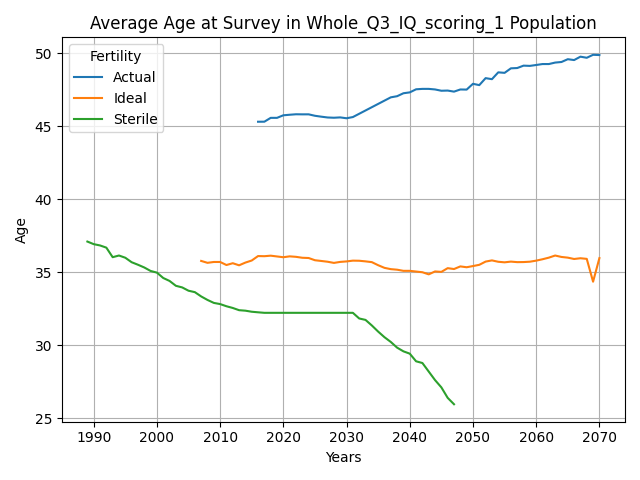 Average Age at Survey in Whole_Q3_IQ_scoring_1 Population
Fertility
Actual
Ideal
Sterile
Age
50
45
40
35
30
25
1990 2000 2010 2020 2030 2040 2050 2060 2070
Years